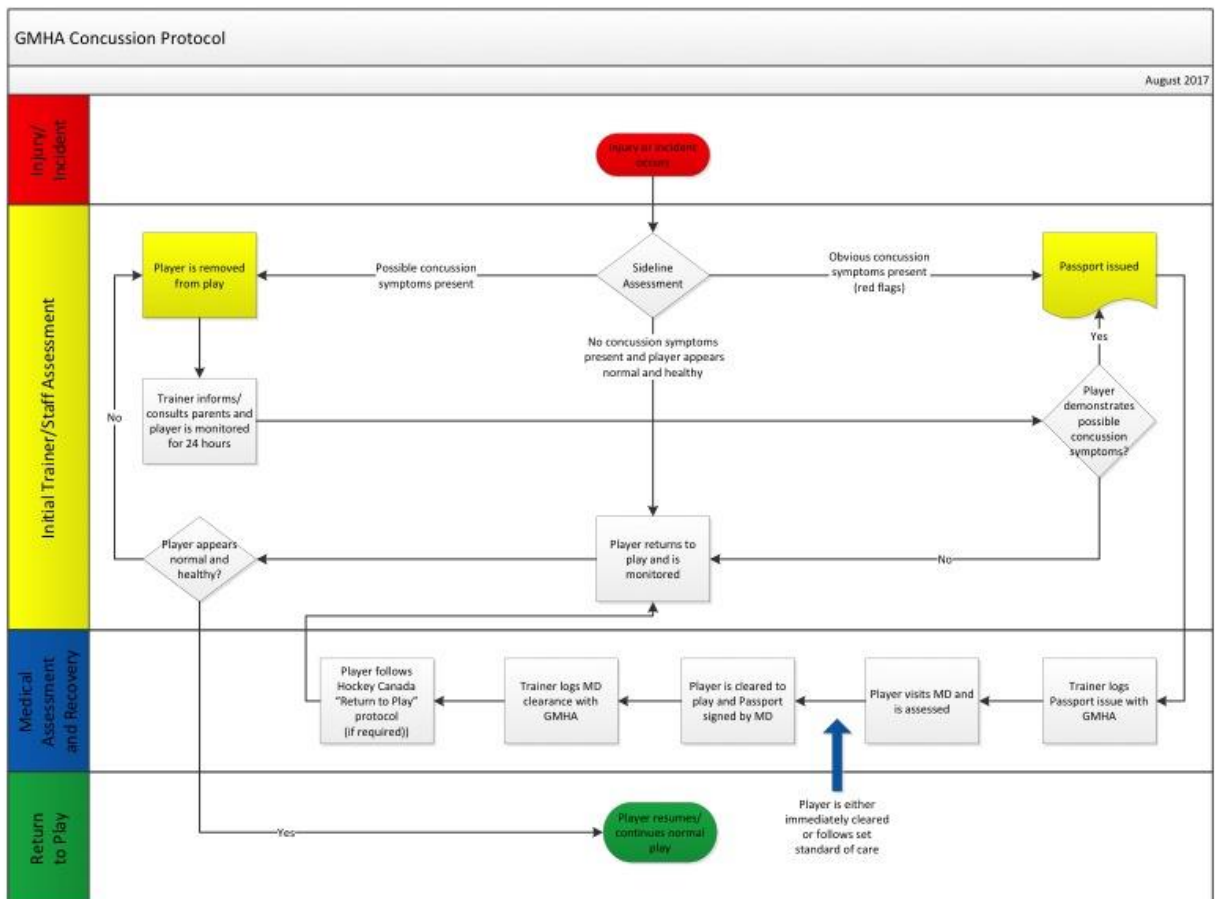 GMHA Concussion Protocol
August 2017
Injury/
Incident
Injury or incident
occurs
Initial Trainer/Staff Assessment
Player is removed
from play
Possible concussion
symptoms present
Sideline
Assessment
Obvious concussion
symptoms present
(red flags)
Passport issued
No concussion symptoms
present and player appears
normal and healthy
Yes
Trainer informs/
consults parents and
player is monitored
for 24 hours
No
Player
demonstrates
possible
concussion
symptoms?
Player appears
normal and
healthy?
Player returns to
play and is
monitored
No
Medical
Assessment
and Recovery
Player follows
Hockey Canada
“Return to Play”
protocol
(if required))
Trainer logs MD
clearance with
GMHA
Player is cleared to
play and Passport
signed by MD
Player visits MD and
is assessed
Trainer logs
Passport issue with
GMHA
Return
to Play
Yes
Player resumes/
continues normal
play
Player is either
immediately cleared
or follows set
standard of care